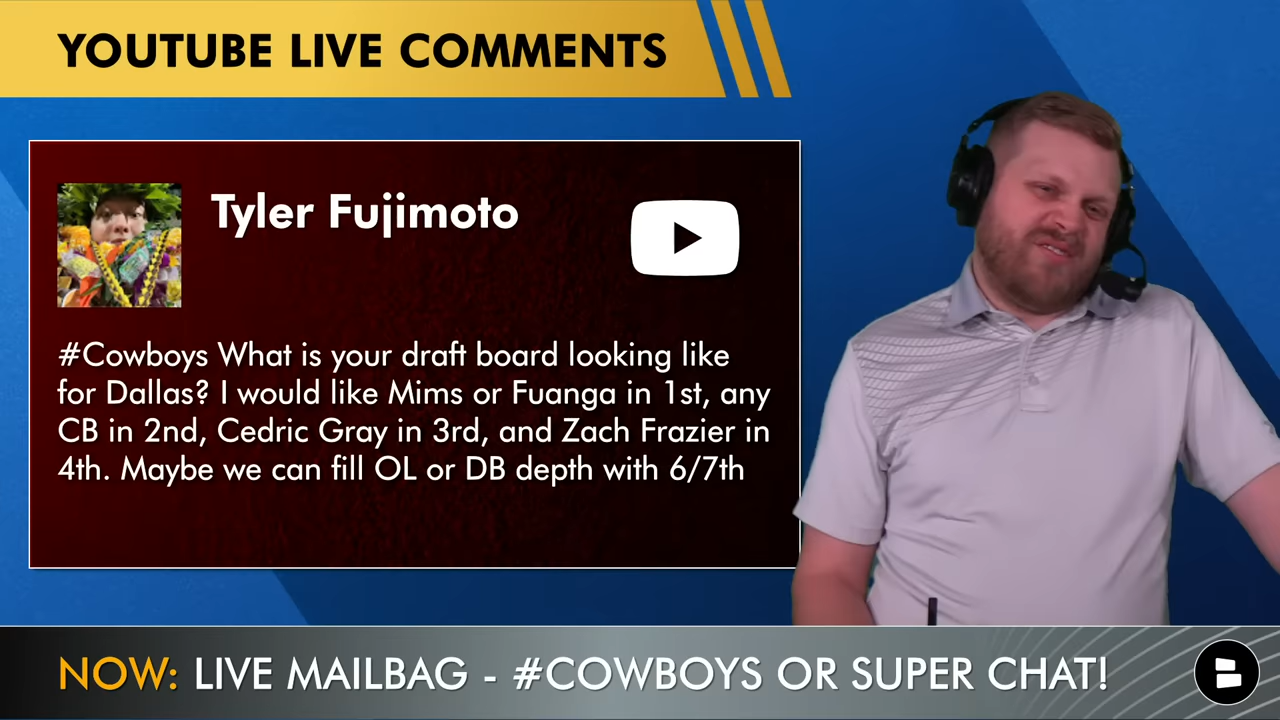 YOUTUBE LIVE COMMENTS
Tyler Fujimoto
#Cowboys What is your draft board looking like
for Dallas? I would like Mims or Fuanga in 1st, any
CB in 2nd, Cedric Gray in 3rd, and Zach Frazier in
4th. Maybe we can fill OL or DB depth with 6/7th
NOW: LIVE MAILBAG - #COWBOYS OR SUPER CHAT!